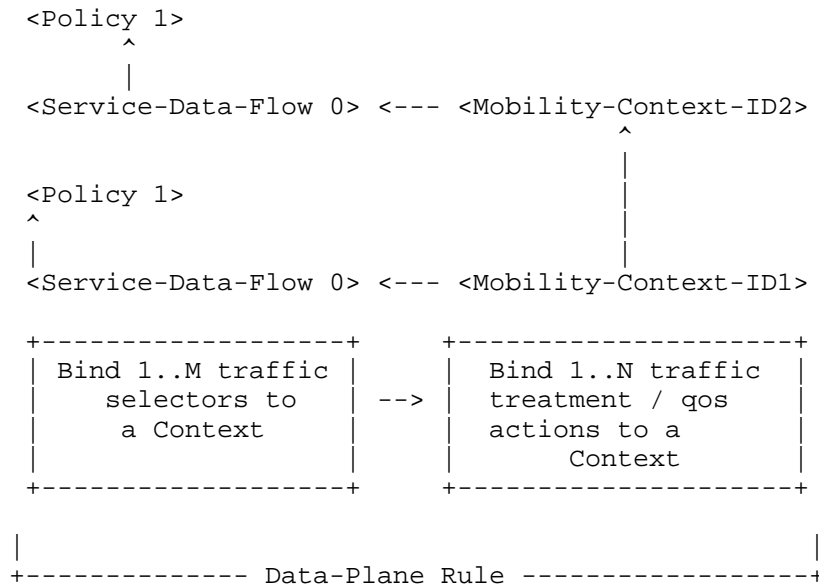 <Policy 1>
^
|
<Service-Data-Flow 0> <--- <Mobility-Context-ID2>
^
|
<Policy 1> |
^ |
| |
<Service-Data-Flow 0> <--- <Mobility-Context-ID1>
+-------------------+ +---------------------+
| Bind 1..M traffic | | Bind 1..N traffic |
| selectors to | --> | treatment / qos |
| a Context | | actions to a |
| | | Context |
+-------------------+ +---------------------+
| |
+-------------- Data-Plane Rule ------------------+